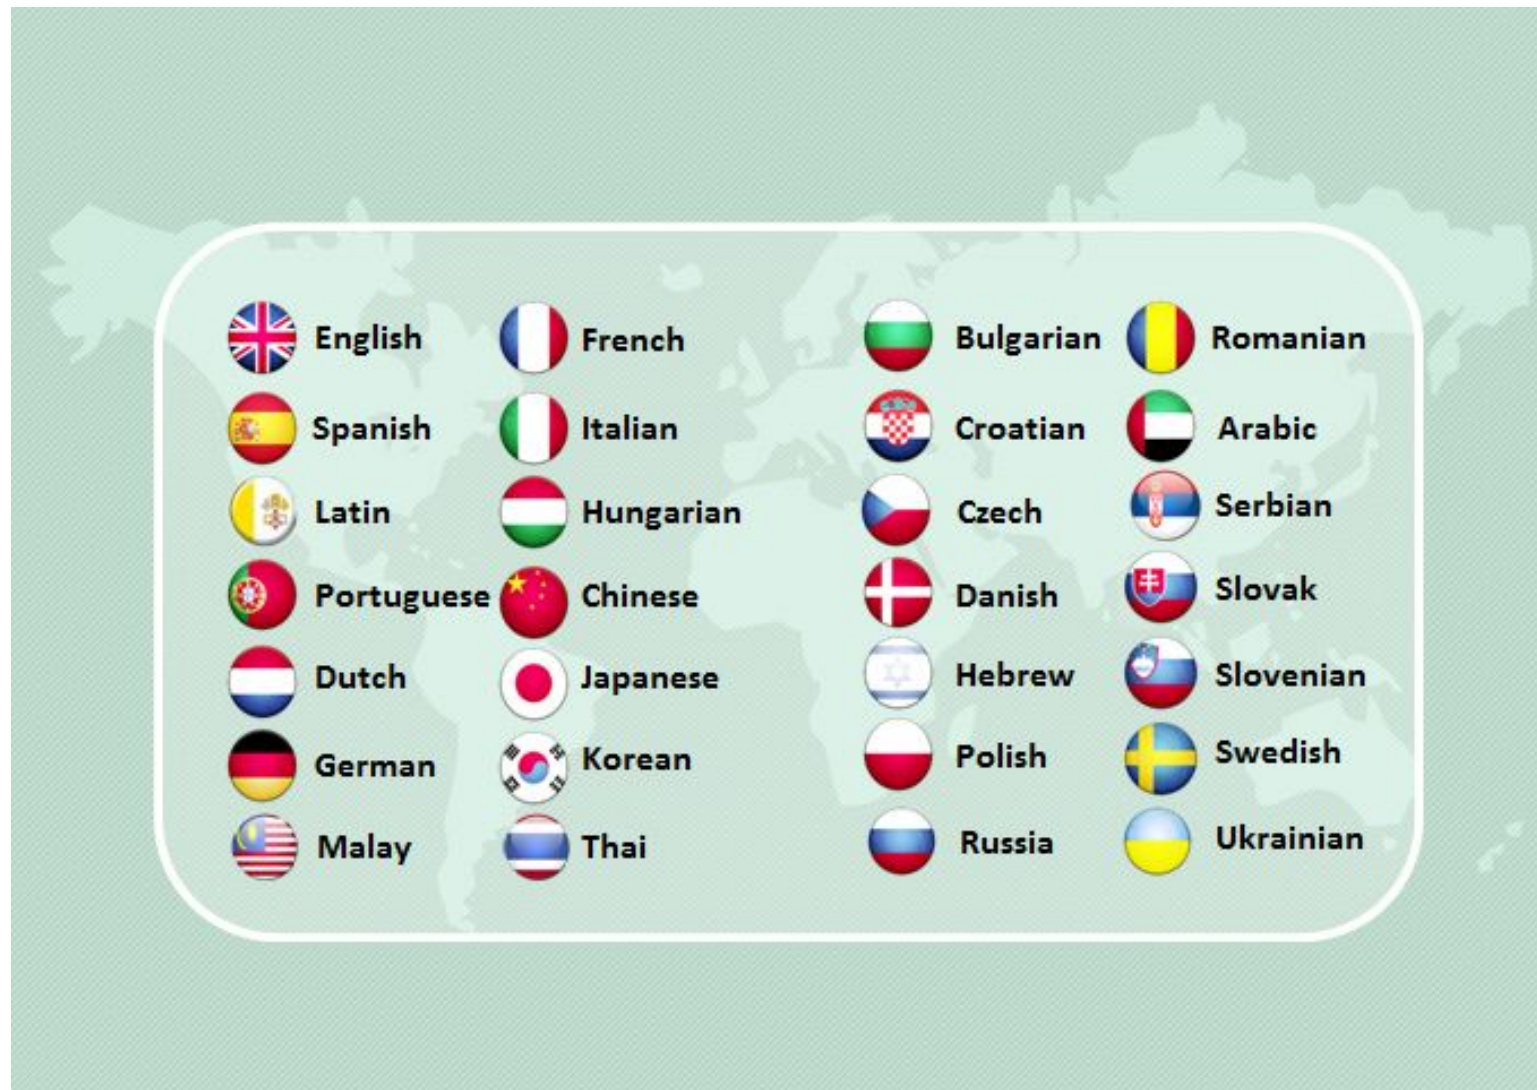 English French Bulgarian Romanian
Spanish Italian Croatian Arabic
Latin Hungarian Czech Serbian
Portuguese Chinese Danish Slovak
Dutch Japanese Hebrew Slovenian
German Korean Polish Swedish
Malay Thai Russia Ukrainian